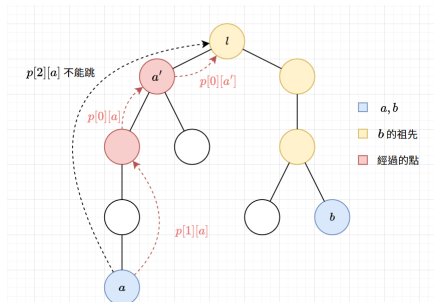 l
p[2][a] 不能跳
a′
p[0][a′]
a, b
p[0][a]
b 的祖先
經過的點
p[1][a]
b
a